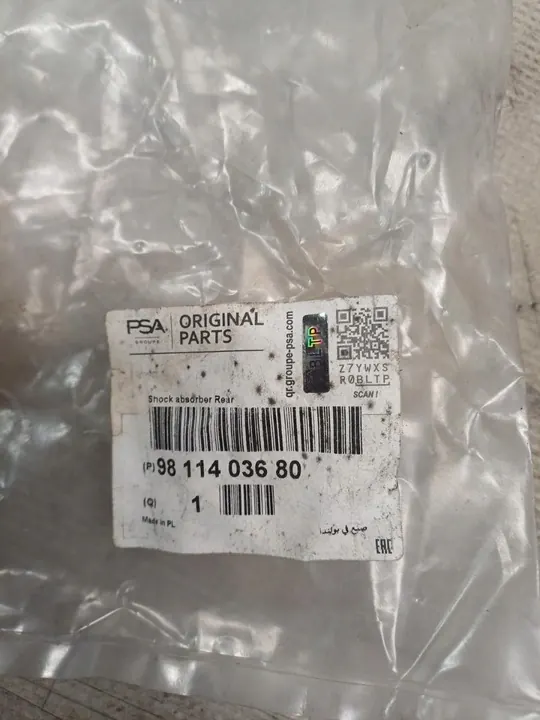 PSA
GROUPE
ORIGINAL
PARTS
qr.groupe-psa.com
BLTP
Z7YWXS
R0BLTP
SCAN !
Shock absorber Rear
(P) 98 114 036 80
(Q) 1
Made in PL
صنع في بولندا
EAC